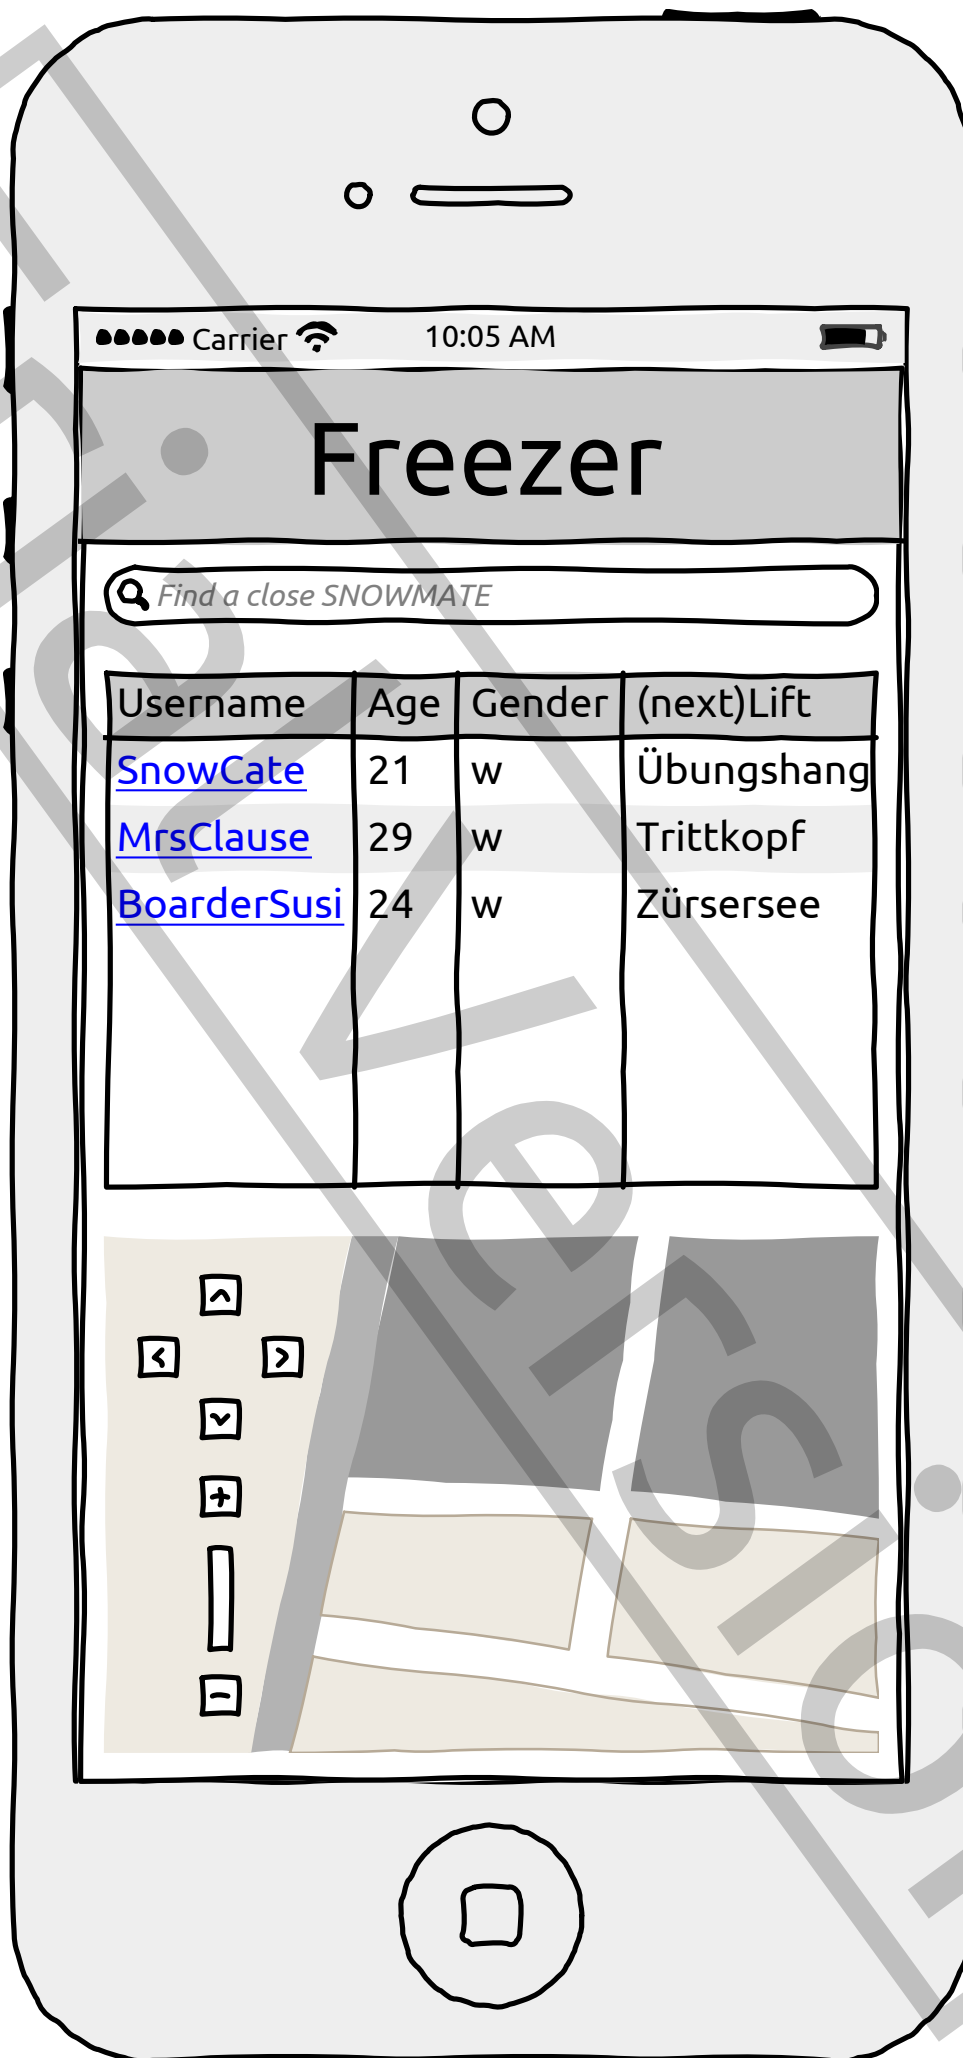 Carrier 10:05 AM
Freezer
Find a close SNOWMATE
Username Age Gender (next)Lift
SnowCate 21 w Übungshang
MrsClause 29 w Trittkopf
BoarderSusi 24 w Zürsersee